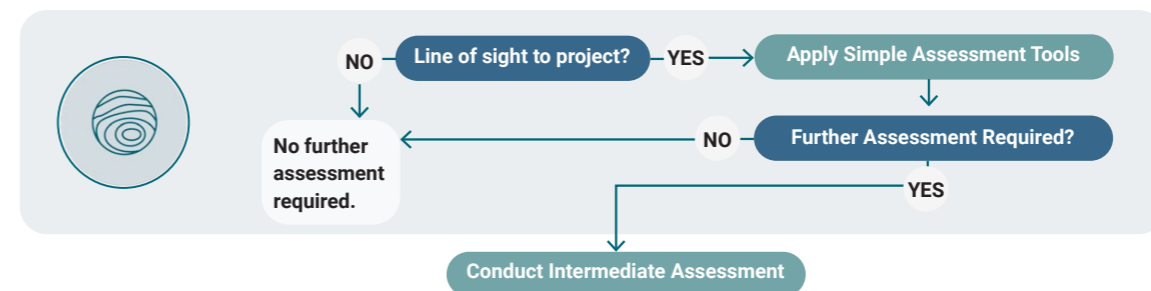 NO
Line of sight to project?
YES
Apply Simple Assessment Tools
No further
assessment
required.
NO
Further Assessment Required?
YES
Conduct Intermediate Assessment